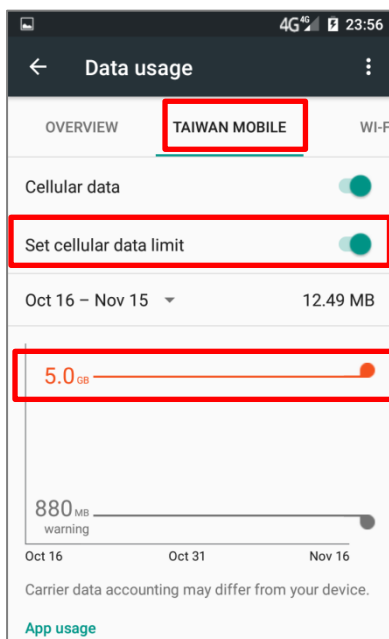 4G 4G 23:56
Data usage
OVERVIEW TAIWAN MOBILE WI-F
Cellular data
Set cellular data limit
Oct 16 – Nov 15 12.49 MB
5.0 GB
880 MB
warning
Oct 16 Oct 31 Nov 16
Carrier data accounting may differ from your device.
App usage